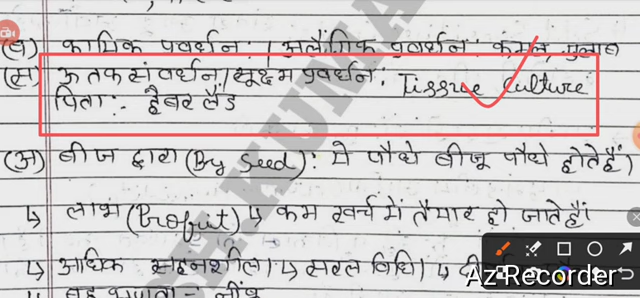 (ब) कायिक प्रवर्धन / अलैंगिक प्रवर्धन: कमल, गुलाब
(स) ऊतक संवर्धन / सूक्ष्म प्रवर्धन: Tissue Culture
पिता:- हैबरलैंड
(अ) बीज द्वारा (By Seed): ये पौधे बीजू पौधे होते हैं।
↳ लाभ (Profit) ↳ कम खर्च में तैयार हो जाते हैं।
↳ अधिक सहनशील। ↳ सरल विधि। ↳
Az Recorder